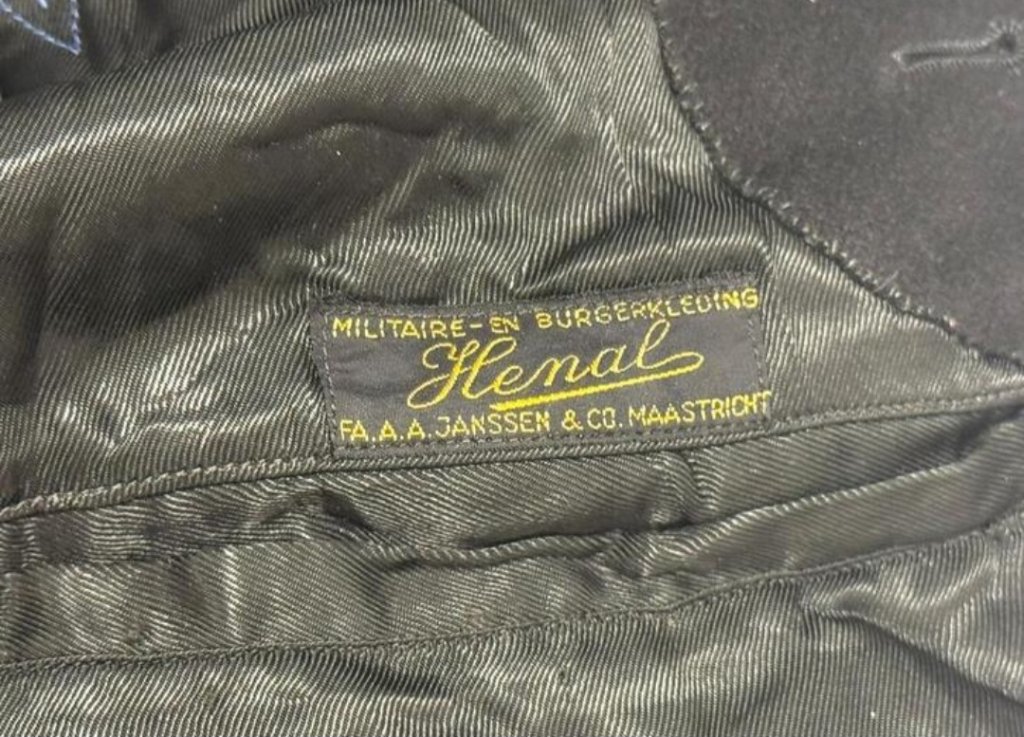 MILITAIRE- EN BURGERKLEDING
Henal
FA. A. A. JANSSEN & CO. MAASTRICHT